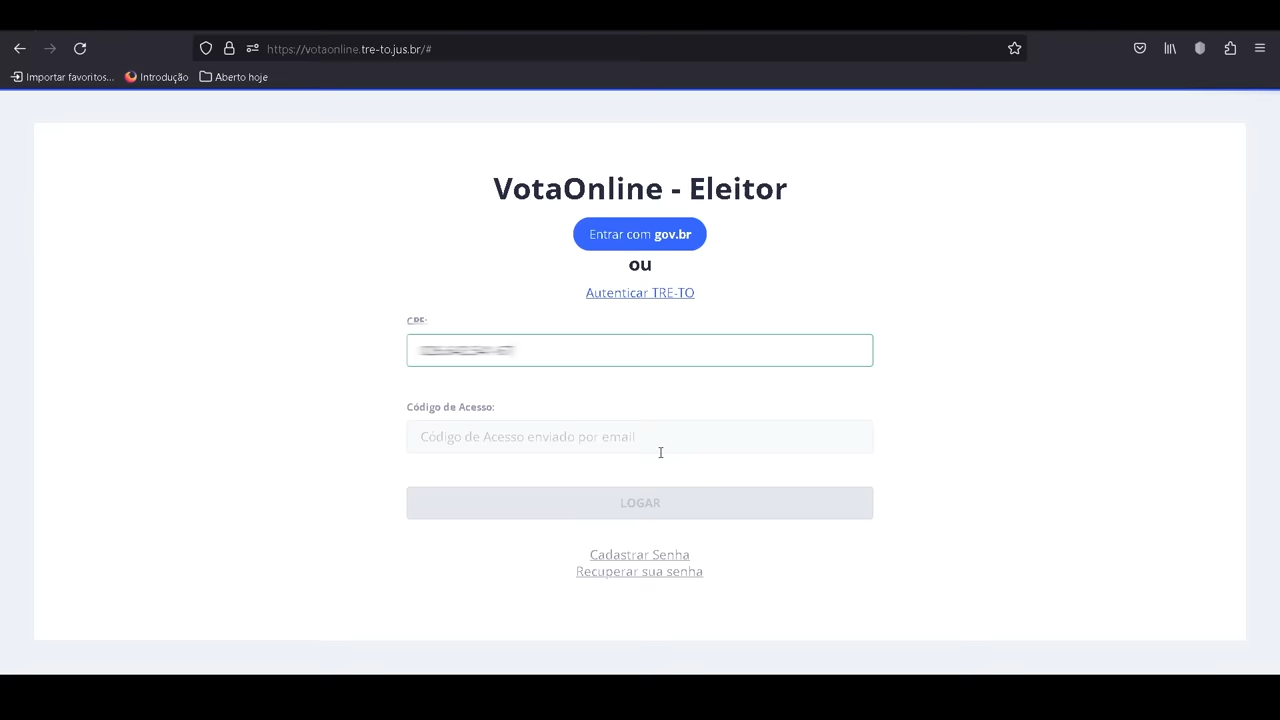 https://votaonline.tre-to.jus.br/#
Importar favoritos... Introdução Aberto hoje
VotaOnline - Eleitor
Entrar com gov.br
ou
Autenticar TRE-TO
CPF:
Código de Acesso:
Código de Acesso enviado por email
LOGAR
Cadastrar Senha
Recuperar sua senha